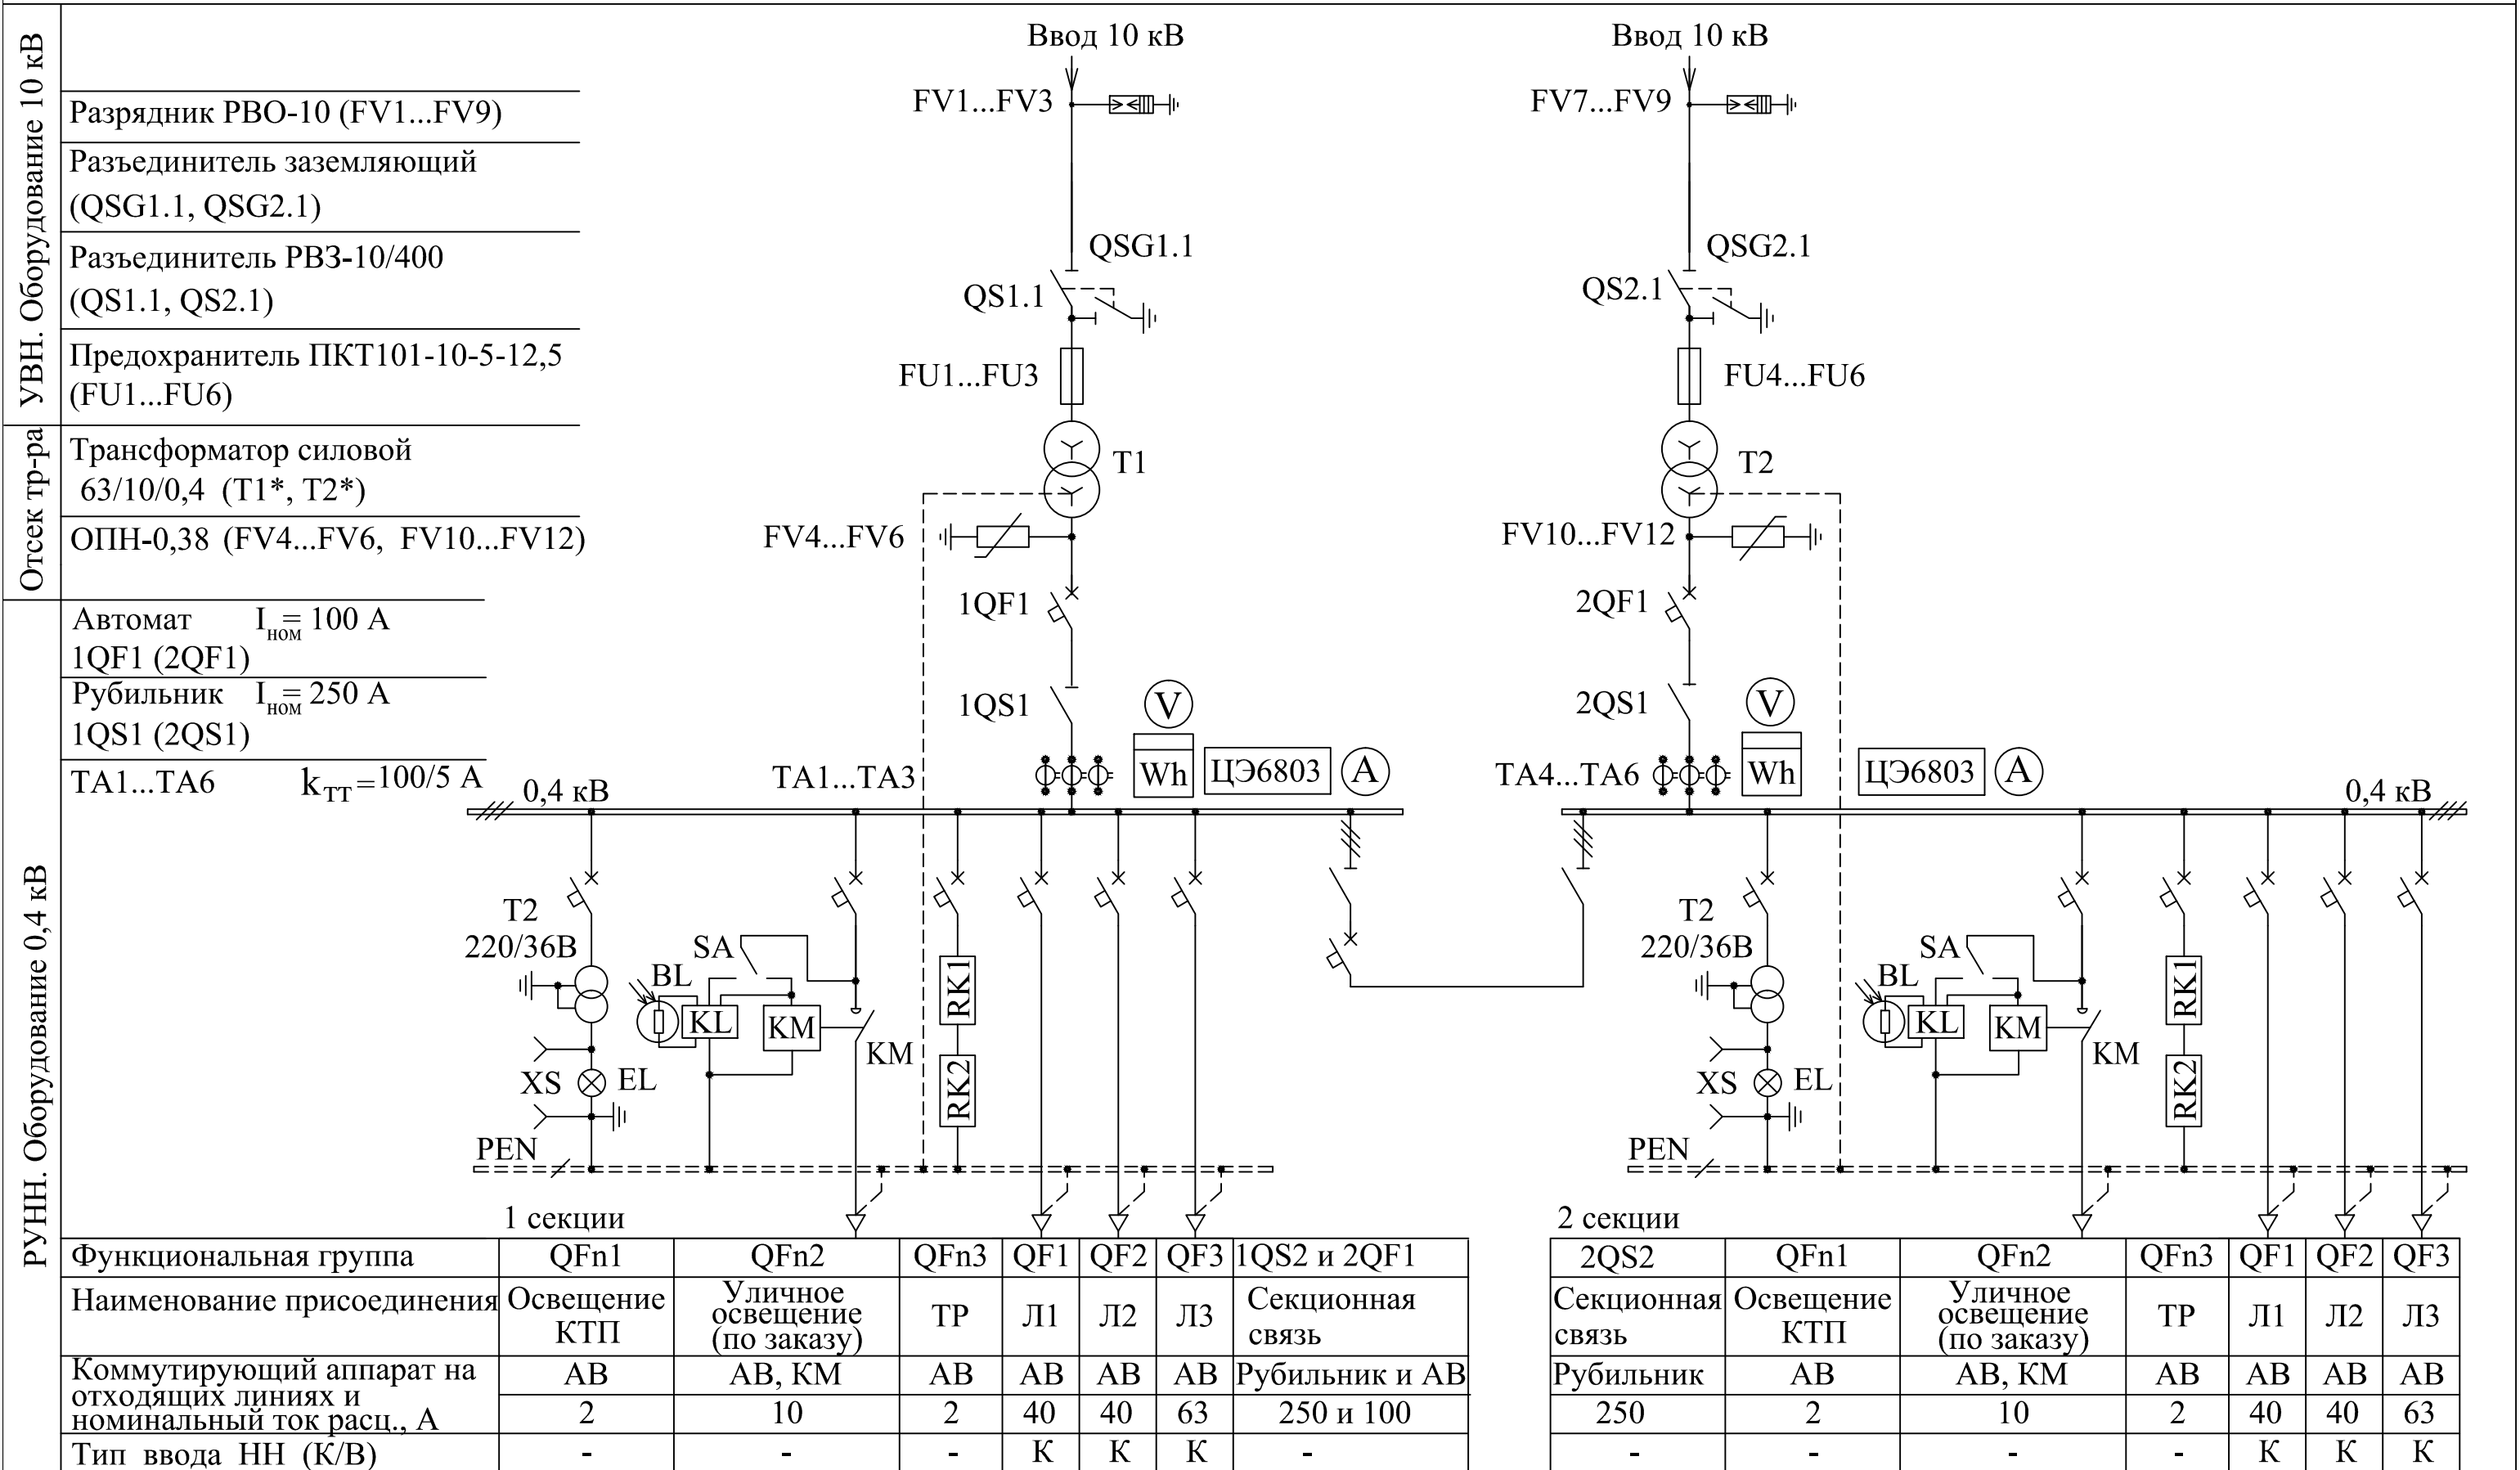 УВН. Оборудование 10 кВ
Разрядник РВО-10 (FV1...FV9)
Разъединитель заземляющий
(QSG1.1, QSG2.1)
Разъединитель РВЗ-10/400
(QS1.1, QS2.1)
Предохранитель ПКТ101-10-5-12,5
(FU1...FU6)
Отсек тр-ра
Трансформатор силовой
63/10/0,4 (Т1*, Т2*)
ОПН-0,38 (FV4...FV6, FV10...FV12)
РУНН. Оборудование 0,4 кВ
Автомат Iном = 100 А
1QF1 (2QF1)
Рубильник Iном = 250 А
1QS1 (2QS1)
ТА1...ТА6 kТТ = 100/5 А
Ввод 10 кВ
FV1...FV3
QSG1.1
QS1.1
FU1...FU3
Т1
FV4...FV6
1QF1
1QS1
V
Wh
ЦЭ6803
А
ТА1...ТА3
0,4 кВ
Т2
220/36В
SA
BL
KL
KM
KM
RK1
RK2
XS
EL
PEN
1 секции
Ввод 10 кВ
FV7...FV9
QSG2.1
QS2.1
FU4...FU6
Т2
FV10...FV12
2QF1
2QS1
V
Wh
ЦЭ6803
А
ТА4...ТА6
0,4 кВ
Т2
220/36В
SA
BL
KL
KM
KM
RK1
RK2
XS
EL
PEN
2 секции
Функциональная группа QFn1 QFn2 QFn3 QF1 QF2 QF3 1QS2 и 2QF1 2QS2 QFn1 QFn2 QFn3 QF1 QF2 QF3
Наименование присоединения Освещение КТП Уличное освещение (по заказу) ТР Л1 Л2 Л3 Секционная связь Секционная связь Освещение КТП Уличное освещение (по заказу) ТР Л1 Л2 Л3
Коммутирующий аппарат на АВ АВ, КМ АВ АВ АВ АВ Рубильник и АВ Рубильник АВ АВ, КМ АВ АВ АВ АВ
отходящих линиях и
номинальный ток расц., А 2 10 2 40 40 63 250 и 100 250 2 10 2 40 40 63
Тип ввода НН (К/В) - - - К К К - - - - - К К К